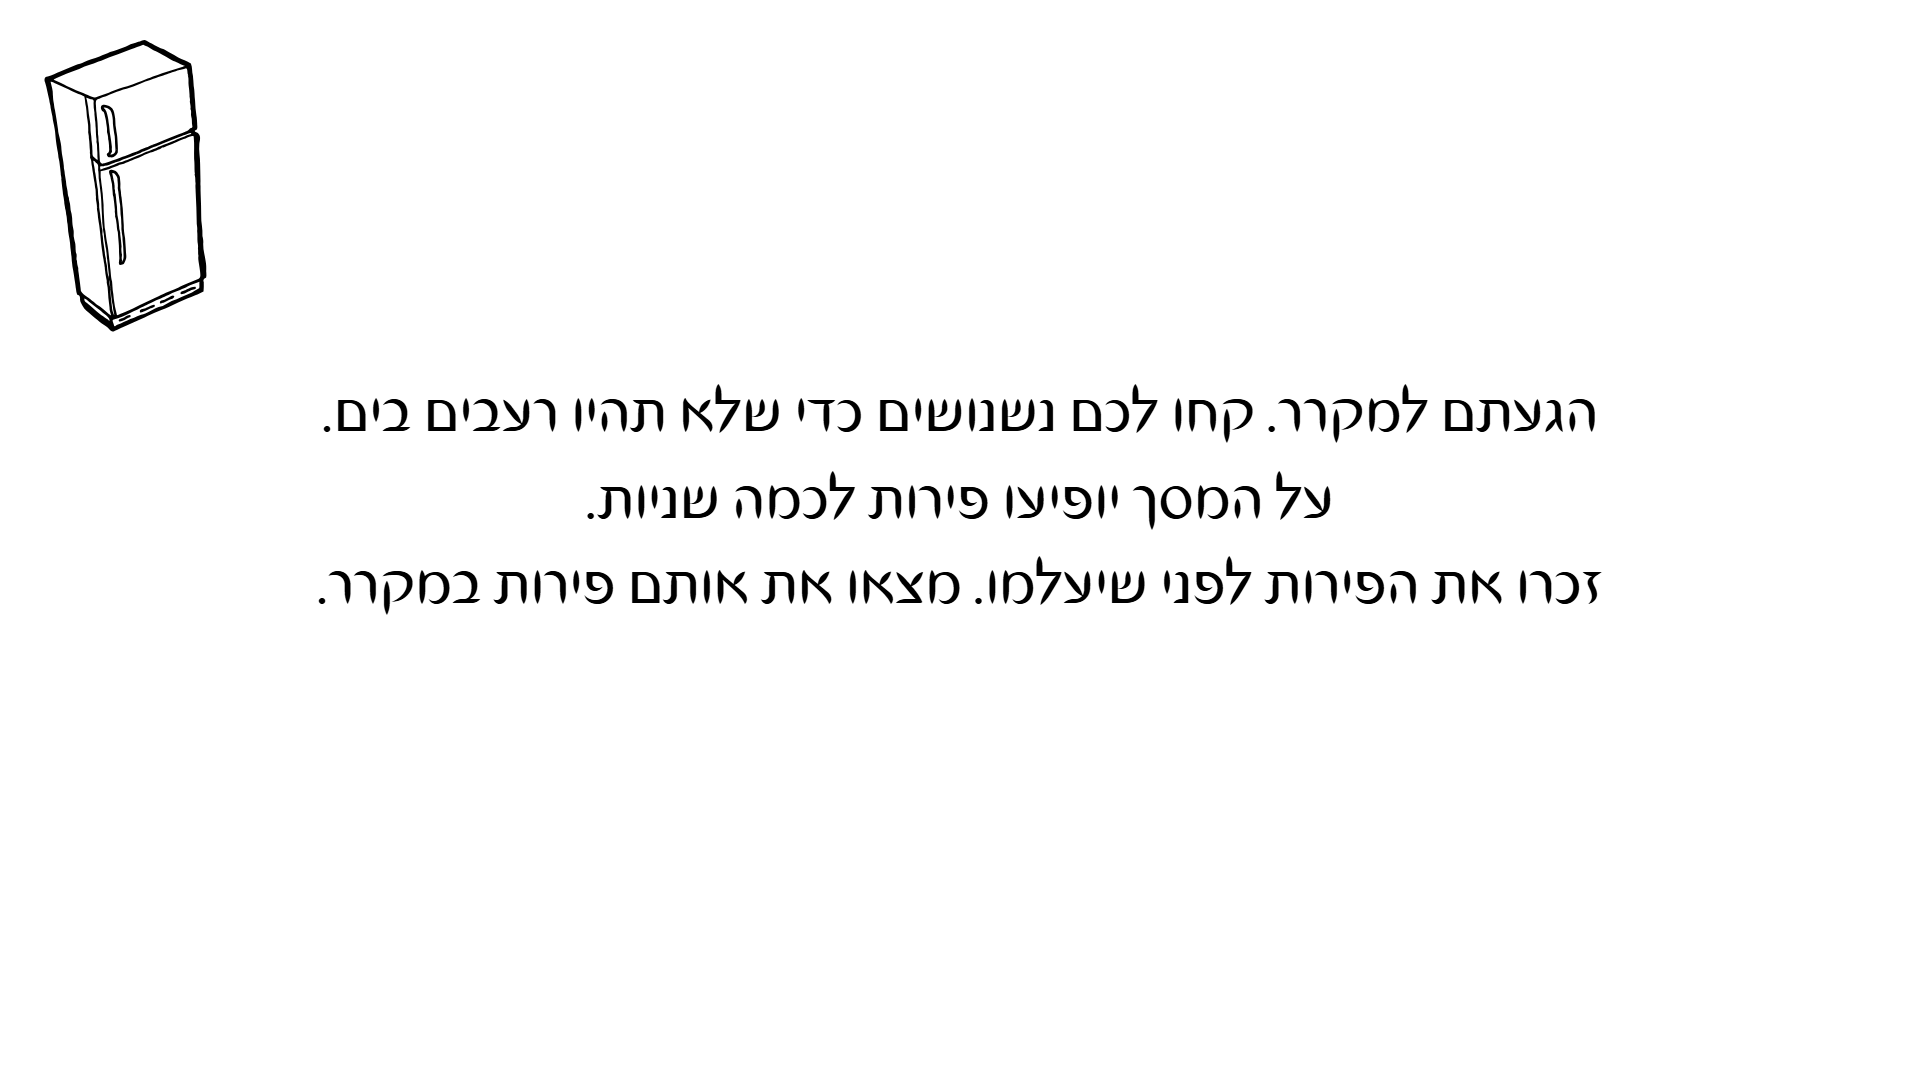 הגעתם למקרר. קחו לכם נשנושים כדי שלא תהיו רעבים בים.
על המסך יופיעו פירות לכמה שניות.
זכרו את הפירות לפני שיעלמו. מצאו את אותם פירות במקרר.